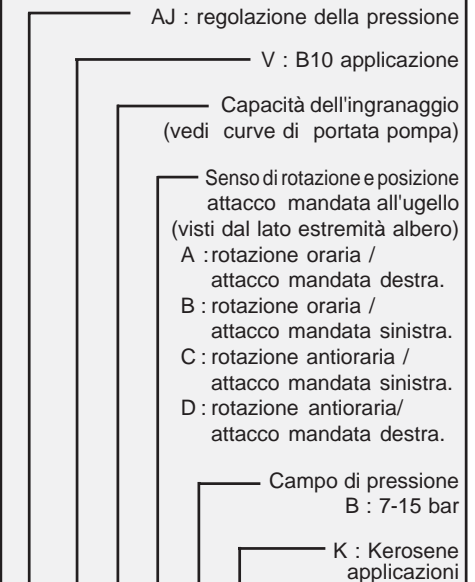 AJ : regolazione della pressione
V : B10 applicazione
Capacità dell'ingranaggio
(vedi curve di portata pompa)
Senso di rotazione e posizione
attacco mandata all'ugello
(visti dal lato estremità albero)
A : rotazione oraria /
attacco mandata destra.
B : rotazione oraria /
attacco mandata sinistra.
C : rotazione antioraria /
attacco mandata sinistra.
D : rotazione antioraria/
attacco mandata destra.
Campo di pressione
B : 7-15 bar
K : Kerosene
applicazioni